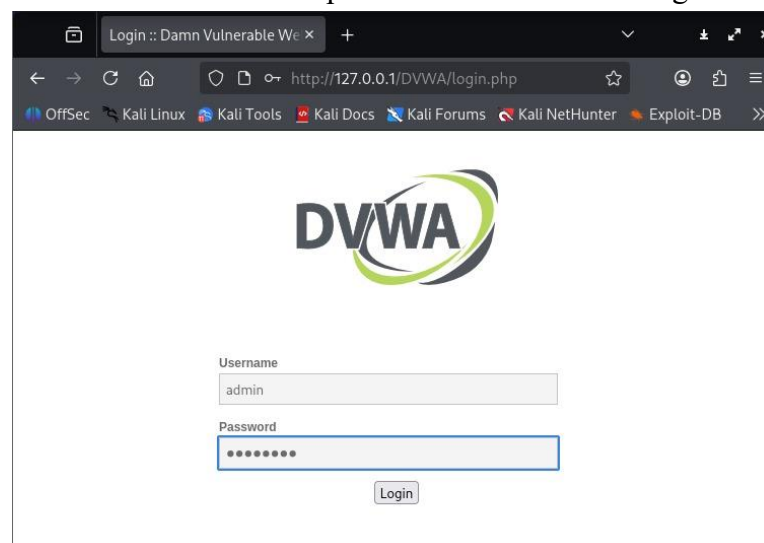 Login :: Damn Vulnerable We
http://127.0.0.1/DVWA/login.php
OffSec Kali Linux Kali Tools Kali Docs Kali Forums Kali NetHunter Exploit-DB
DVWA
Username
admin
Password
••••••••
Login